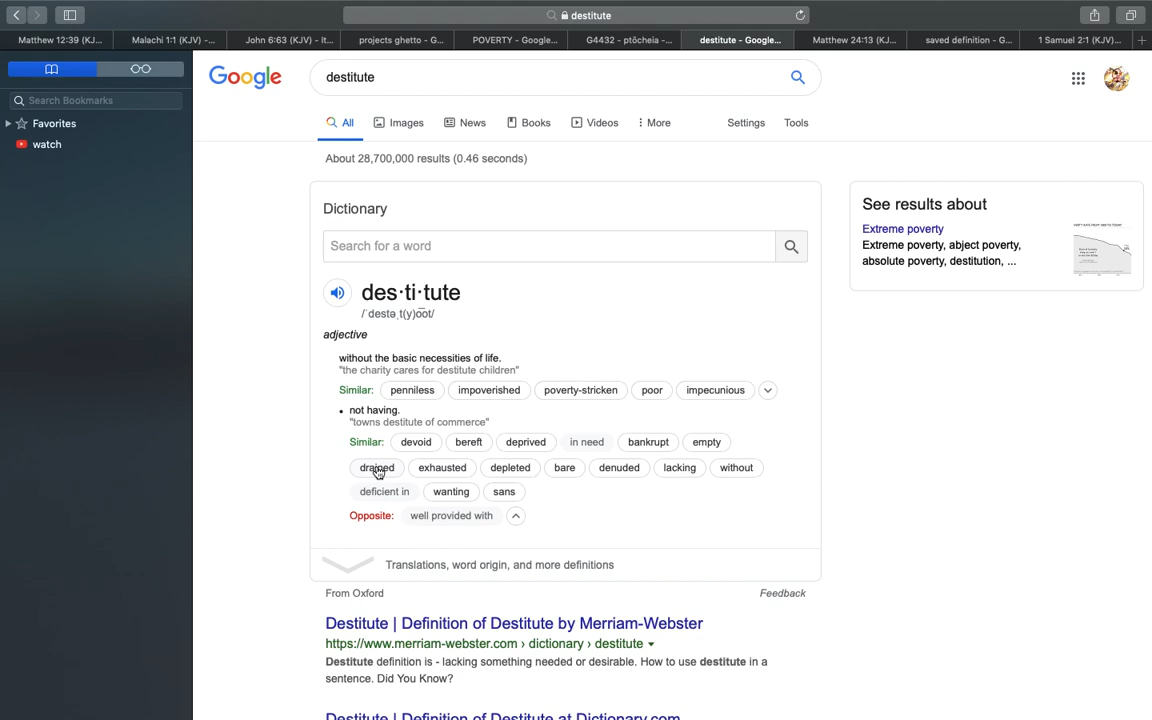 destitute
Matthew 12:39 (KJ...
Malachi 1:1 (KJV) -...
John 6:63 (KJV) - It...
projects ghetto - G...
POVERTY - Google...
G4432 - ptōcheia -...
destitute - Google...
Matthew 24:13 (KJ...
saved definition - G...
1 Samuel 2:1 (KJV)...
Search Bookmarks
Favorites
watch
Google
destitute
All Images News Books Videos More Settings Tools
About 28,700,000 results (0.46 seconds)
Dictionary
Search for a word
des·ti·tute
/ˈdestəˌt(y)o͞ot/
adjective
without the basic necessities of life.
"the charity cares for destitute children"
Similar: penniless impoverished poverty-stricken poor impecunious
• not having.
"towns destitute of commerce"
Similar: devoid bereft deprived in need bankrupt empty
drained exhausted depleted bare denuded lacking without
deficient in wanting sans
Opposite: well provided with
Translations, word origin, and more definitions
From Oxford
Feedback
Destitute | Definition of Destitute by Merriam-Webster
https://www.merriam-webster.com › dictionary › destitute
Destitute definition is - lacking something needed or desirable. How to use destitute in a
sentence. Did You Know?
Destitute | Definition of Destitute at Dictionary.com
See results about
Extreme poverty
Extreme poverty, abject poverty,
absolute poverty, destitution, ...